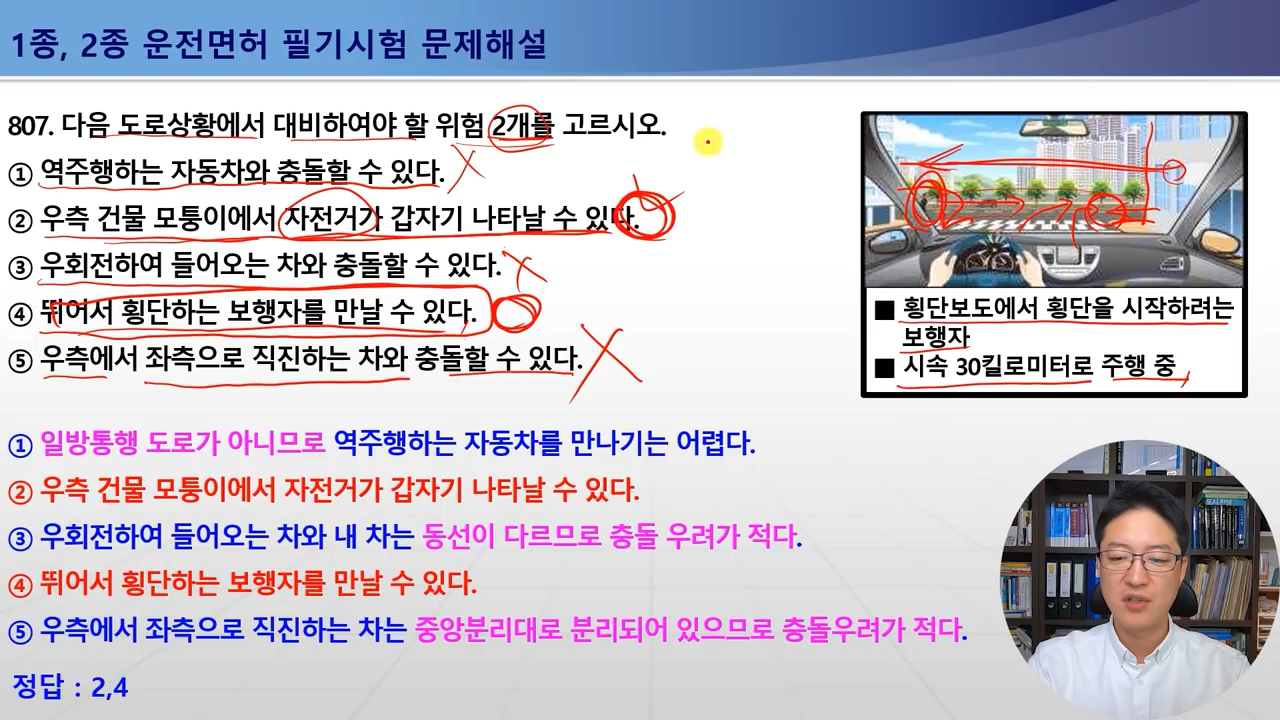 1종, 2종 운전면허 필기시험 문제해설
807. 다음 도로상황에서 대비하여야 할 위험 2개를 고르시오.
① 역주행하는 자동차와 충돌할 수 있다.
② 우측 건물 모퉁이에서 자전거가 갑자기 나타날 수 있다.
③ 우회전하여 들어오는 차와 충돌할 수 있다.
④ 뛰어서 횡단하는 보행자를 만날 수 있다.
⑤ 우측에서 좌측으로 직진하는 차와 충돌할 수 있다.
■ 횡단보도에서 횡단을 시작하려는
보행자
■ 시속 30킬로미터로 주행 중
① 일방통행 도로가 아니므로 역주행하는 자동차를 만나기는 어렵다.
② 우측 건물 모퉁이에서 자전거가 갑자기 나타날 수 있다.
③ 우회전하여 들어오는 차와 내 차는 동선이 다르므로 충돌 우려가 적다.
④ 뛰어서 횡단하는 보행자를 만날 수 있다.
⑤ 우측에서 좌측으로 직진하는 차는 중앙분리대로 분리되어 있으므로 충돌우려가 적다.
정답 : 2,4